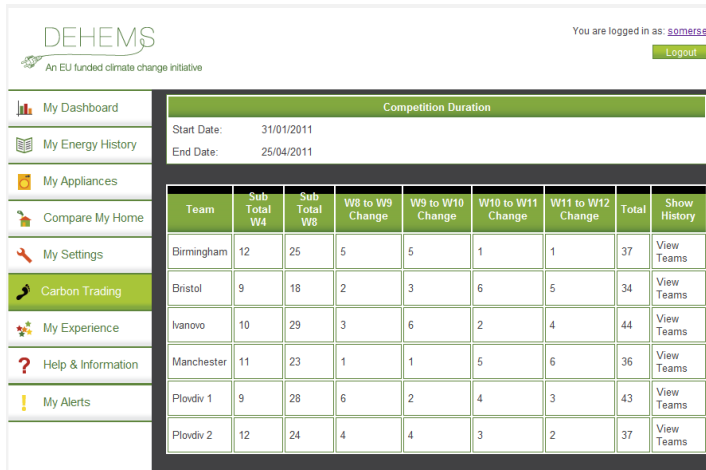 DEHEMS
An EU funded climate change initiative
You are logged in as: somerse
Logout
My Dashboard
My Energy History
My Appliances
Compare My Home
My Settings
Carbon Trading
My Experience
Help & Information
My Alerts
Competition Duration
Start Date: 31/01/2011
End Date: 25/04/2011
Team Sub Total W4 Sub Total W8 W8 to W9 Change W9 to W10 Change W10 to W11 Change W11 to W12 Change Total Show History
Birmingham 12 25 5 5 1 1 37 View Teams
Bristol 9 18 2 3 6 5 34 View Teams
Ivanovo 10 29 3 6 2 4 44 View Teams
Manchester 11 23 1 1 5 6 36 View Teams
Plovdiv 1 9 28 6 2 4 3 43 View Teams
Plovdiv 2 12 24 4 4 3 2 37 View Teams